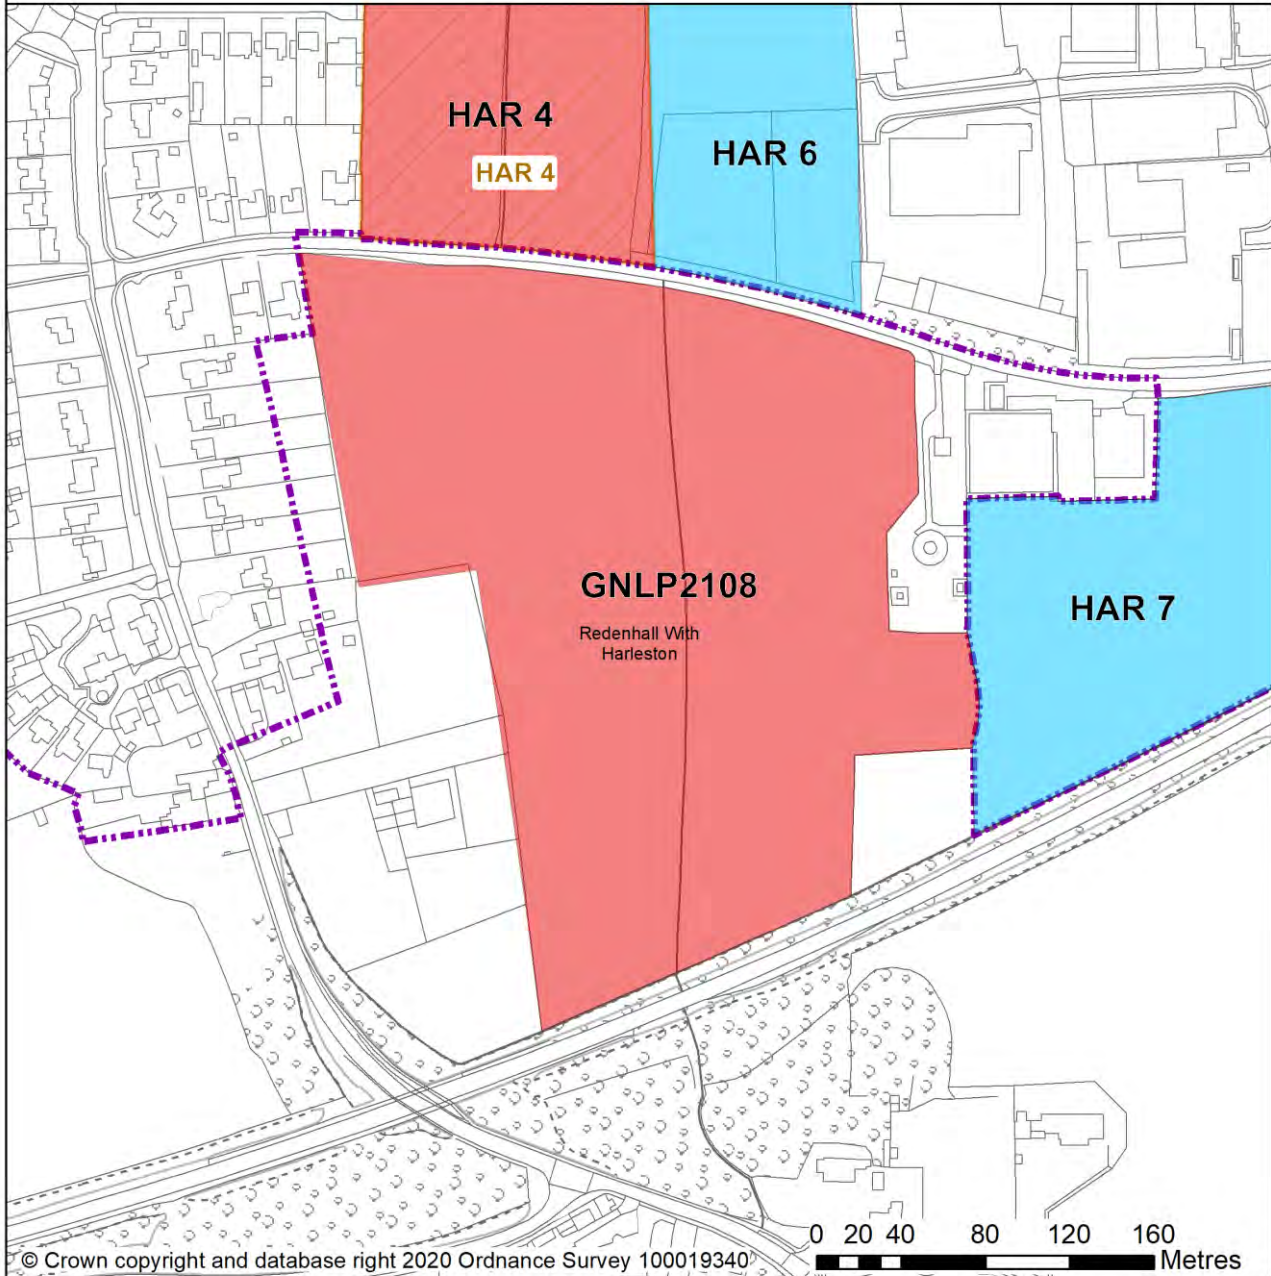 HAR 4
HAR 6
HAR 4
GNLP2108
HAR 7
Redenhall With
Harleston
0 20 40 80 120 160
Metres
© Crown copyright and database right 2020 Ordnance Survey 100019340